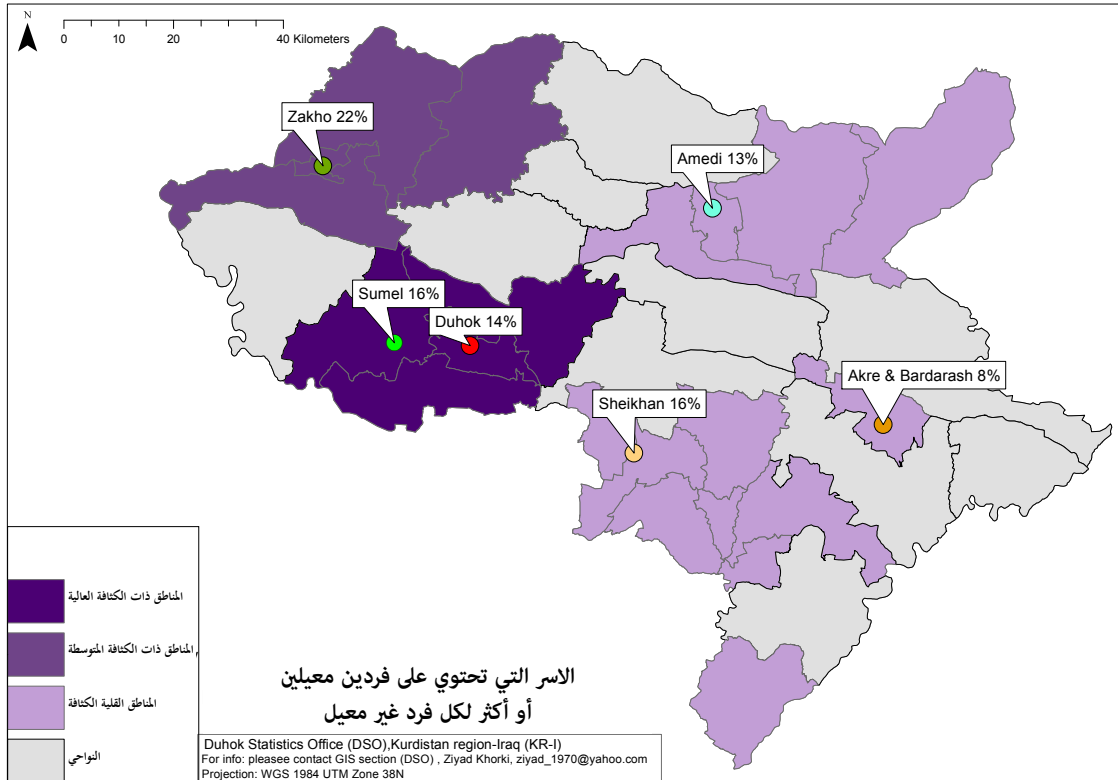 N
0 10 20 40 Kilometers
Zakho 22%
Amedi 13%
Sumel 16%
Duhok 14%
Akre & Bardarash 8%
Sheikhan 16%
المناطق ذات الكثافة العالية
المناطق ذات الكثافة المتوسطة
المناطق القلية الكثافة
النواحي
الاسر التي تحتوي على فردين معيلين
أو أكثر لكل فرد غير معيل
Duhok Statistics Office (DSO),Kurdistan region-Iraq (KR-I)
For info: pleasee contact GIS section (DSO) , Ziyad Khorki, ziyad_1970@yahoo.com
Projection: WGS 1984 UTM Zone 38N